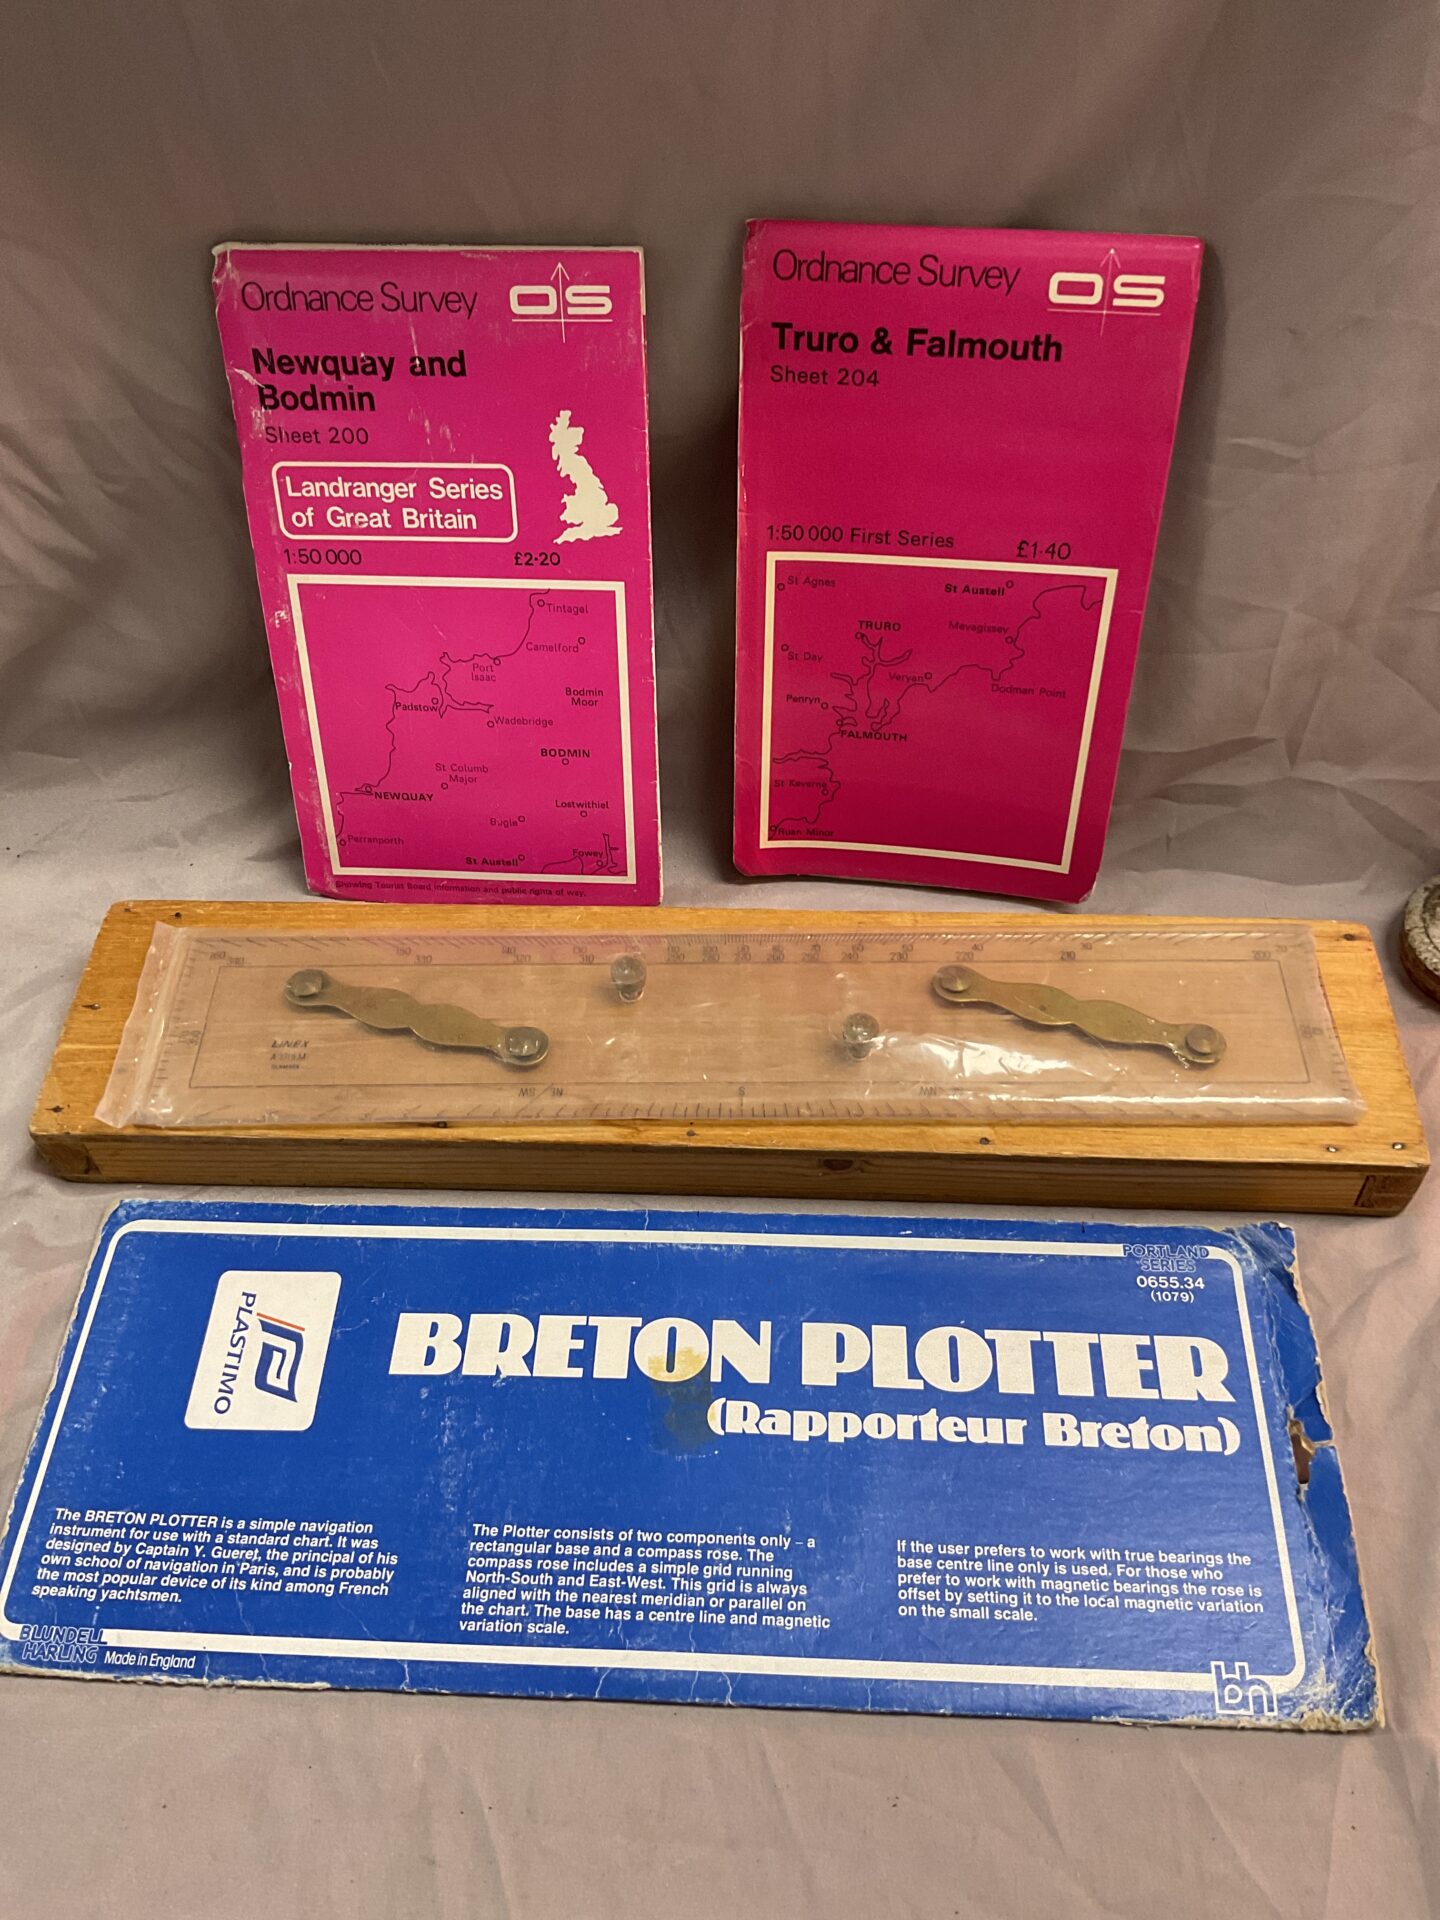 Ordnance Survey
OS
Newquay and
Bodmin
Sheet 200
Landranger Series
of Great Britain
1:50 000
£2·20
Tintagel
Camelford
Port
Isaac
Bodmin
Moor
Padstow
Wadebridge
BODMIN
St Columb
Major
NEWQUAY
Lostwithiel
Bugle
Perranporth
St Austell
Fowey
Showing Tourist Board information and public rights of way.
Ordnance Survey
OS
Truro & Falmouth
Sheet 204
1:50 000 First Series
£1·40
St Agnes
St Austell
TRURO
Mevagissey
St Day
Veryan
Dodman Point
Penryn
FALMOUTH
St Keverne
Ruan Minor
330 320 240 230 220 210 200
LINEX
SW NE S NW
PORTLAND
SERIES
0655.34
(1079)
PLASTIMO
BRETON PLOTTER
(Rapporteur Breton)
The BRETON PLOTTER is a simple navigation
instrument for use with a standard chart. It was
designed by Captain Y. Gueret, the principal of his
own school of navigation in Paris, and is probably
the most popular device of its kind among French
speaking yachtsmen.
The Plotter consists of two components only – a
rectangular base and a compass rose. The
compass rose includes a simple grid running
North-South and East-West. This grid is always
aligned with the nearest meridian or parallel on
the chart. The base has a centre line and magnetic
variation scale.
If the user prefers to work with true bearings the
base centre line only is used. For those who
prefer to work with magnetic bearings the rose is
offset by setting it to the local magnetic variation
on the small scale.
BLUNDELL
HARLING Made in England
bh